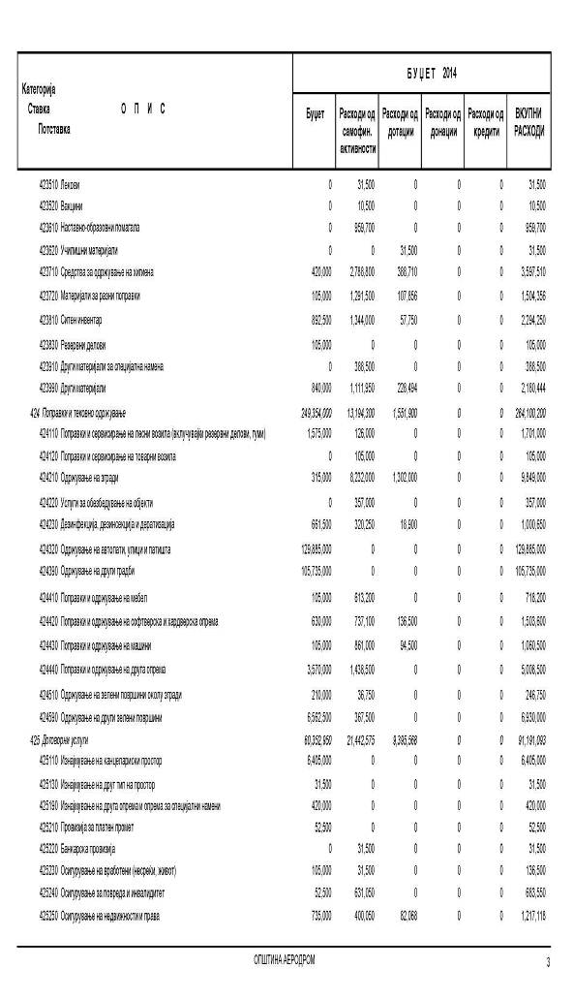 БУЏЕТ 2014
Категорија
Ставка О П И С Буџет Расходи од Расходи од Расходи од Расходи од ВКУПНИ
Потставка самофин. дотации донации кредити РАСХОДИ
активности
423510 Лекови 0 31,500 0 0 0 31,500
423520 Вакцини 0 10,500 0 0 0 10,500
423610 Наставно-образовни помагала 0 959,700 0 0 0 959,700
423620 Училишни материјали 0 0 31,500 0 0 31,500
423710 Средства за одржување на хигиена 420,000 2,788,800 388,710 0 0 3,597,510
423720 Материјали за разни поправки 105,000 1,291,500 107,856 0 0 1,504,356
423810 Ситен инвентар 892,500 1,344,000 57,750 0 0 2,294,250
423830 Резервни делови 105,000 0 0 0 0 105,000
423910 Други материјали за специјална намена 0 388,500 0 0 0 388,500
423990 Други материјали 840,000 1,111,950 228,494 0 0 2,180,444
424 Поправки и тековно одржување 249,354,000 13,194,300 1,551,900 0 0 264,100,200
424110 Поправки и сервисирање на лесни возила (вклучувајки резервни делови, гуми) 1,575,000 126,000 0 0 0 1,701,000
424120 Поправки и сервисирање на товарни возила 0 105,000 0 0 0 105,000
424210 Одржување на згради 315,000 8,232,000 1,302,000 0 0 9,849,000
424220 Услуги за обезбедување на објекти 0 357,000 0 0 0 357,000
424230 Дезинфекција, дезинсекција и дератизација 661,500 320,250 18,900 0 0 1,000,650
424320 Одржување на автопати, улици и патишта 129,885,000 0 0 0 0 129,885,000
424390 Одржување на други градби 105,735,000 0 0 0 0 105,735,000
424410 Поправки и одржување на мебел 105,000 613,200 0 0 0 718,200
424420 Поправки и одржување на софтверска и хардверска опрема 630,000 737,100 136,500 0 0 1,503,600
424430 Поправки и одржување на машини 105,000 861,000 94,500 0 0 1,060,500
424440 Поправки и одржување на друга опрема 3,570,000 1,438,500 0 0 0 5,008,500
424510 Одржување на зелени површини околу згради 210,000 36,750 0 0 0 246,750
424590 Одржување на други зелени површини 6,562,500 367,500 0 0 0 6,930,000
425 Договорни услуги 60,352,950 21,442,575 9,395,568 0 0 91,191,093
425110 Изнајмување на канцелариски простор 6,405,000 0 0 0 0 6,405,000
425130 Изнајмување на друг тип на простор 31,500 0 0 0 0 31,500
425190 Изнајмување на друга опрема и опрема за специјални намени 420,000 0 0 0 0 420,000
425210 Провизија за платен промет 52,500 0 0 0 0 52,500
425220 Банкарска провизија 0 31,500 0 0 0 31,500
425230 Осигурување на вработени (несреќи, живот) 105,000 31,500 0 0 0 136,500
425240 Осигурување за повреда и инвалидитет 52,500 631,050 0 0 0 683,550
425250 Осигурување на недвижности и права 735,000 400,050 82,068 0 0 1,217,118
ОПШТИНА АЕРОДРОМ 3